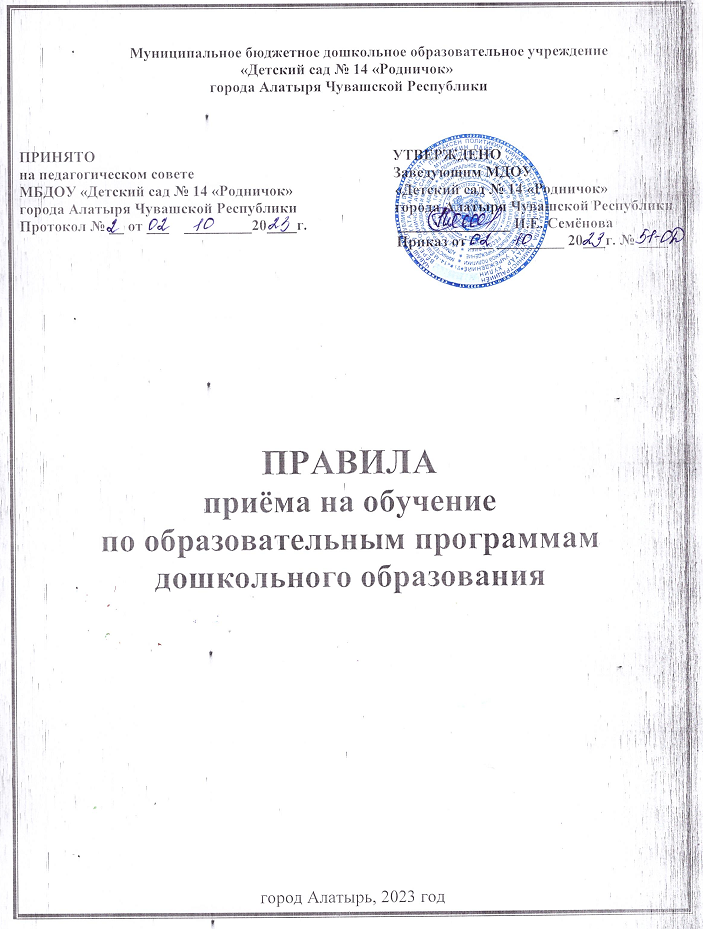 Муниципальное бюджетное дошкольное образовательное учреждение
«Детский сад № 14 «Родничок»
города Алатыря Чувашской Республики
ПРИНЯТО
на педагогическом совете
МБДОУ «Детский сад № 14 «Родничок»
города Алатыря Чувашской Республики
Протокол № 2 от 02 10 2023 г.
УТВЕРЖДЕНО
Заведующим МДОУ
«Детский сад № 14 «Родничок»
города Алатыря Чувашской Республики
И.Е. Семёнова
Приказ от 02 10 2023 г. № 51-ОД
ПРАВИЛА
приёма на обучение
по образовательным программам
дошкольного образования
город Алатырь, 2023 год